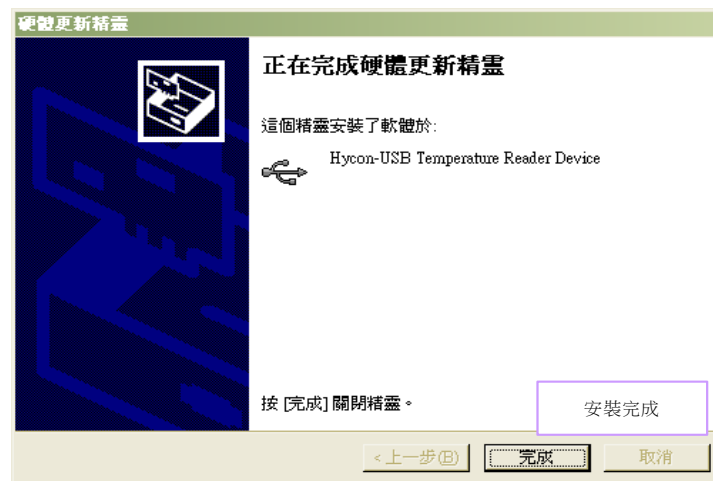 硬體更新精靈
正在完成硬體更新精靈
這個精靈安裝了軟體於:
Hycon-USB Temperature Reader Device
按 [完成] 關閉精靈。
安裝完成
<上一步(B)
完成
取消